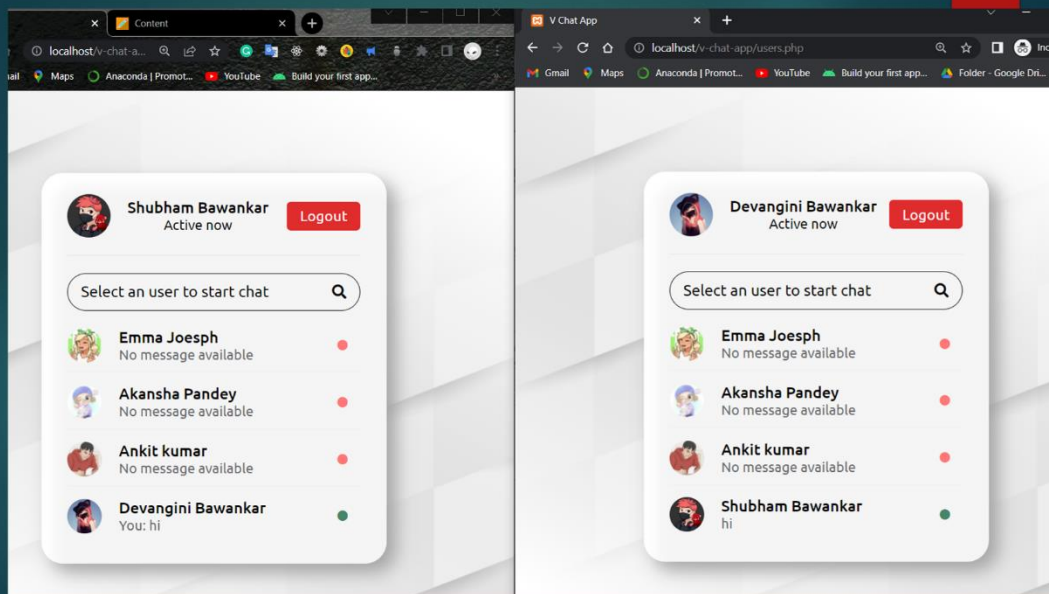 Content
localhost/v-chat-a...
Maps
Anaconda | Promot...
YouTube
Build your first app...
Shubham Bawankar
Active now
Logout
Select an user to start chat
Emma Joesph
No message available
Akansha Pandey
No message available
Ankit kumar
No message available
Devangini Bawankar
You: hi
V Chat App
localhost/v-chat-app/users.php
Gmail
Maps
Anaconda | Promot...
YouTube
Build your first app...
Folder - Google Dri...
Devangini Bawankar
Active now
Logout
Select an user to start chat
Emma Joesph
No message available
Akansha Pandey
No message available
Ankit kumar
No message available
Shubham Bawankar
hi